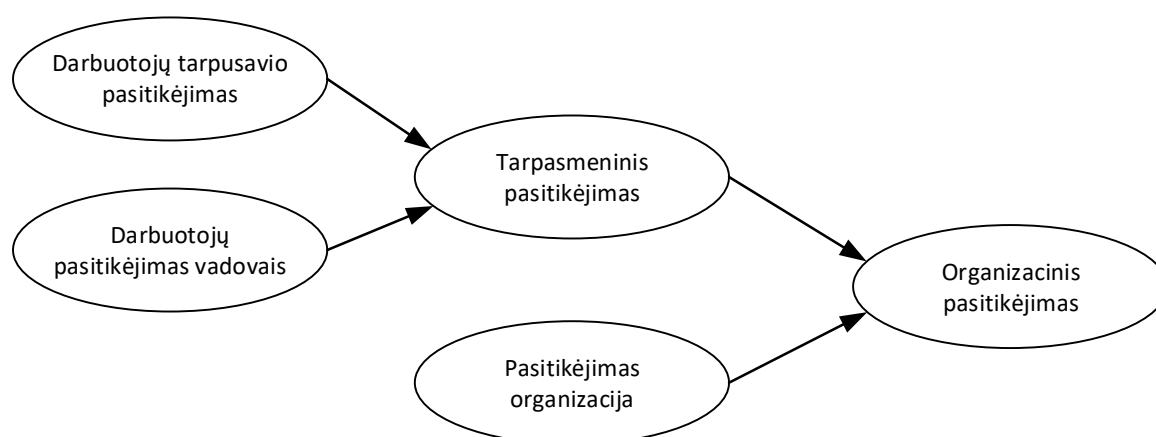 Darbuotojų tarpusavio
pasitikėjimas
Darbuotojų
pasitikėjimas vadovais
Tarpasmeninis
pasitikėjimas
Pasitikėjimas
organizacija
Organizacinis
pasitikėjimas